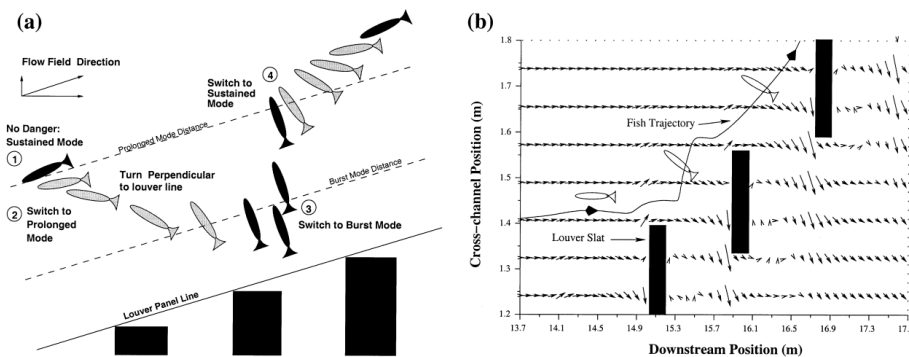 (a)
Flow Field Direction
No Danger:
Sustained Mode
1
2
Switch to
Prolonged
Mode
Turn Perpendicular
to louver line
Prolonged Mode Distance
Switch to
Sustained
Mode
4
Burst Mode Distance
3
Switch to Burst Mode
Louver Panel Line
(b)
Cross-channel Position (m)
1.8
1.7
1.6
1.5
1.4
1.3
1.2
Fish Trajectory
Louver Slat
13.7 14.1 14.5 14.9 15.3 15.7 16.1 16.5 16.9 17.3 17.
Downstream Position (m)